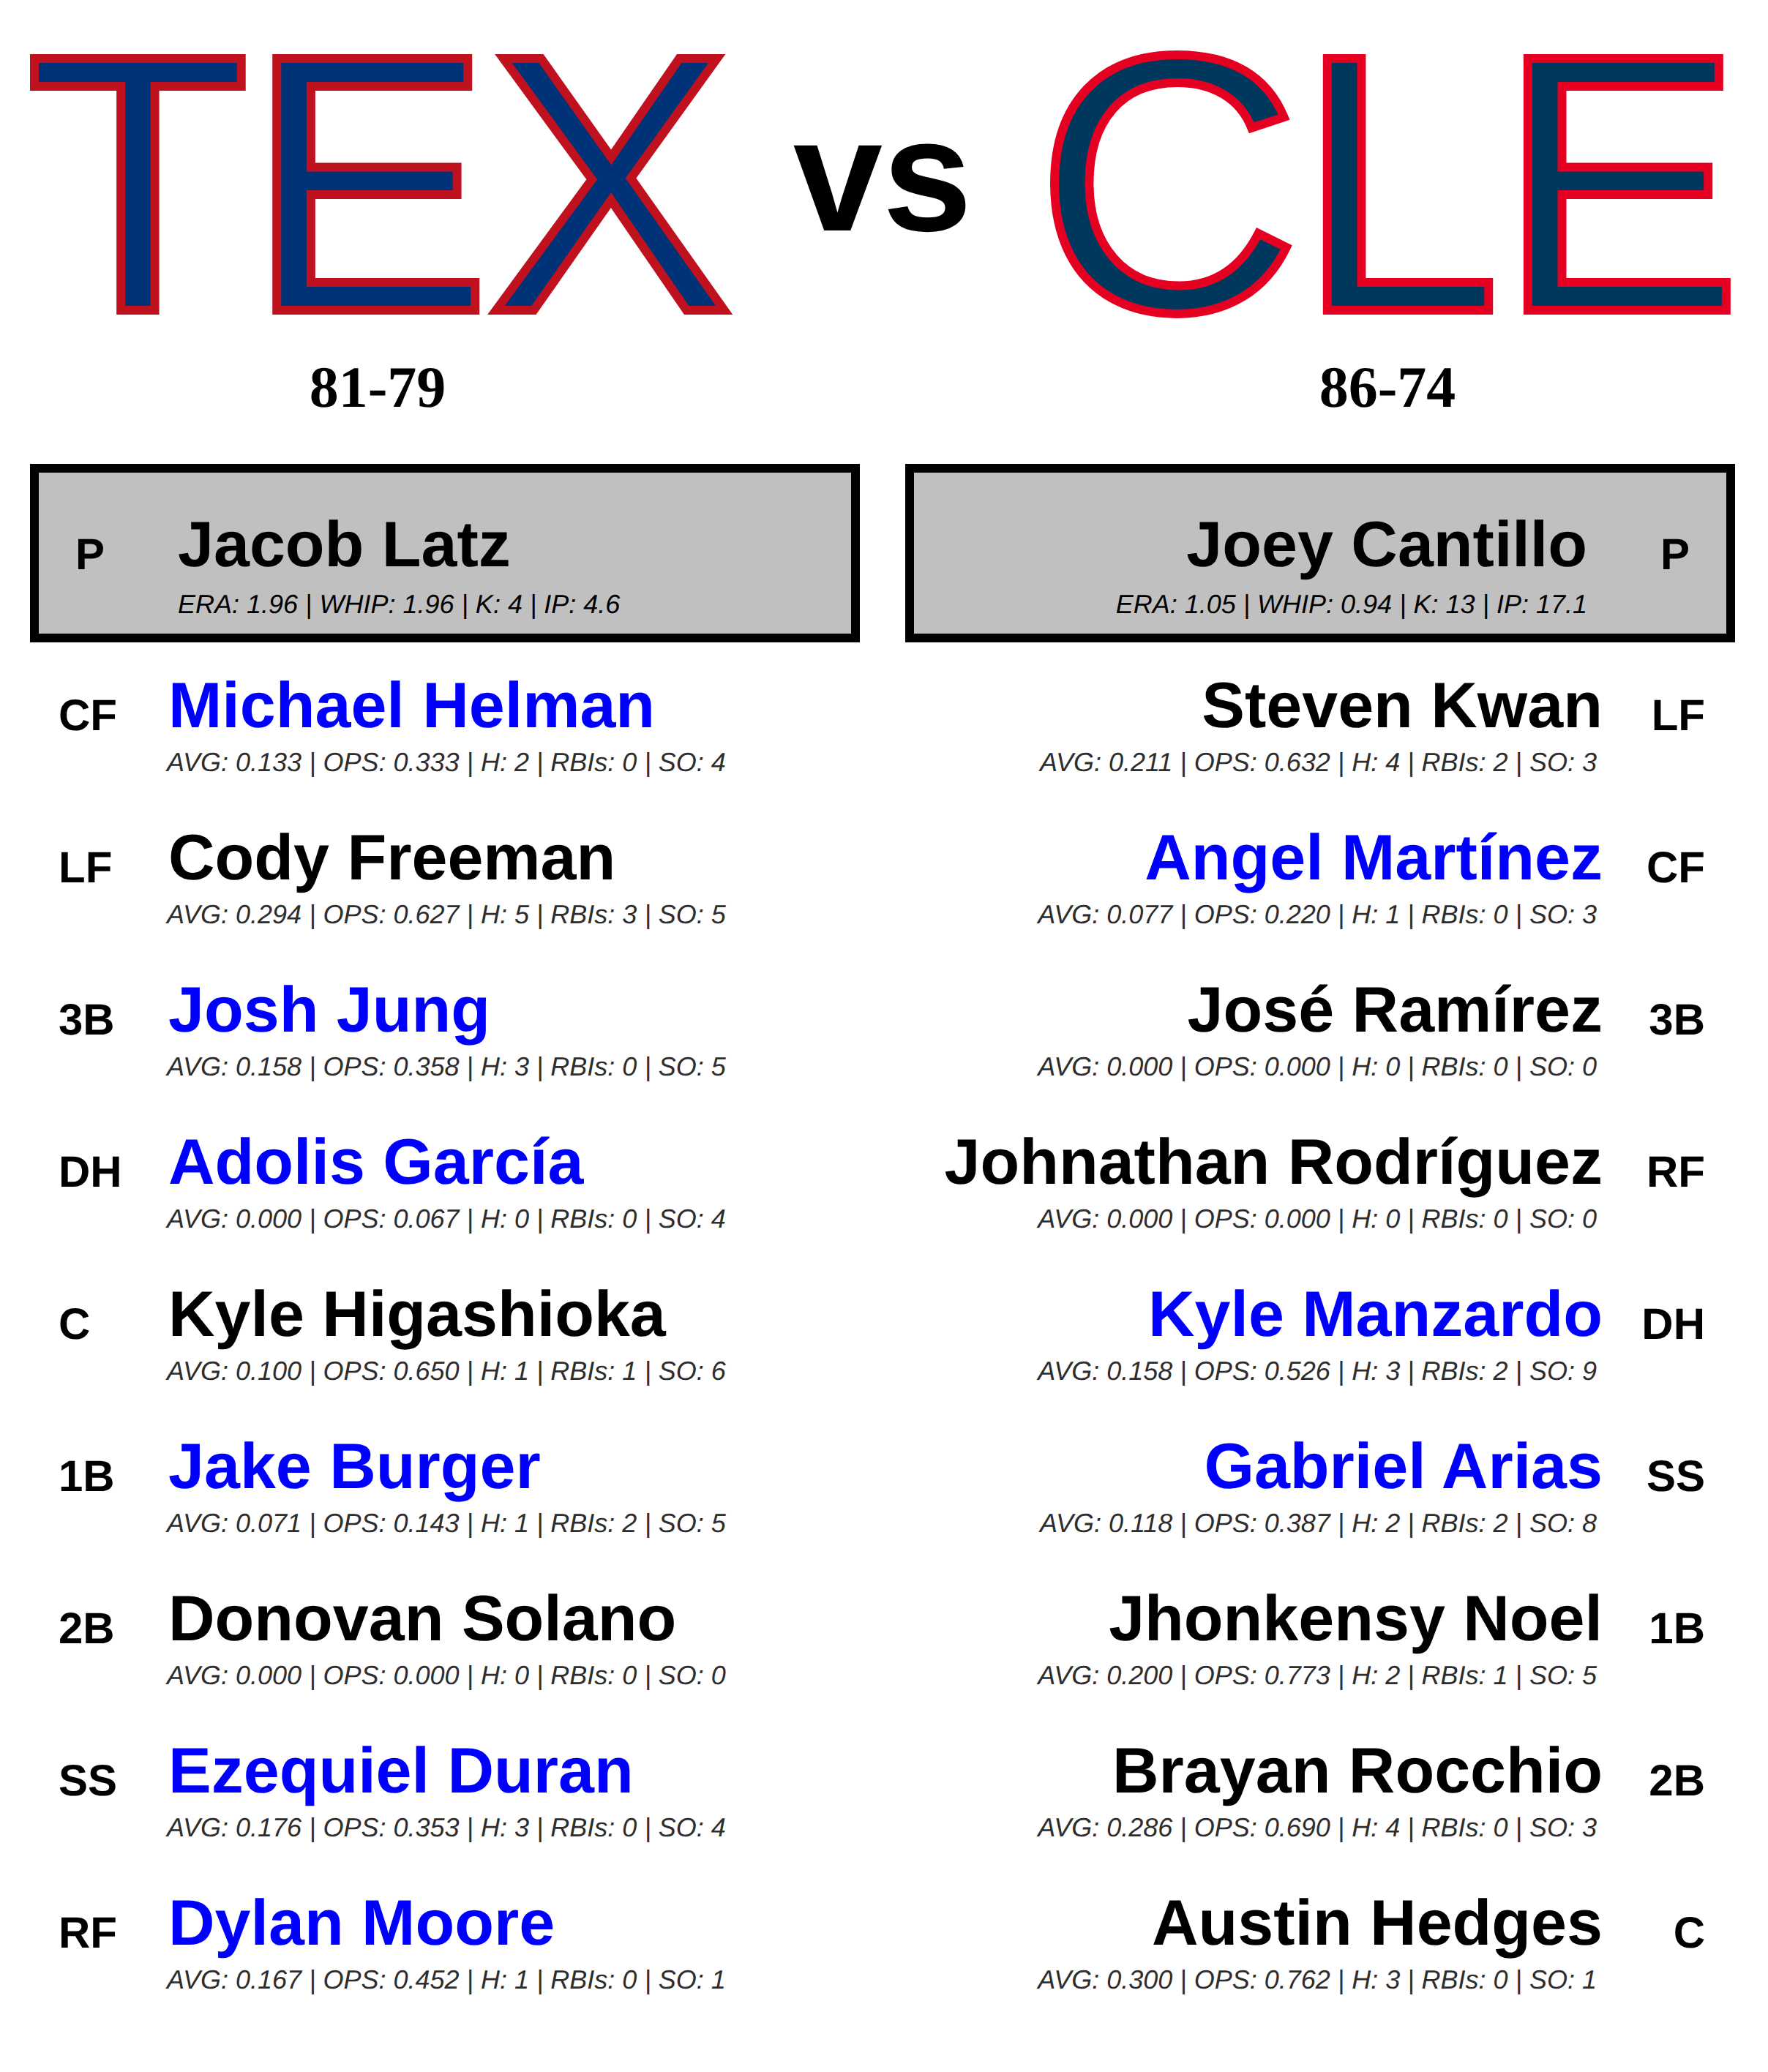 TEX vs CLE
81-79
86-74
P Jacob Latz
ERA: 1.96 | WHIP: 1.96 | K: 4 | IP: 4.6
Joey Cantillo P
ERA: 1.05 | WHIP: 0.94 | K: 13 | IP: 17.1
CF Michael Helman
AVG: 0.133 | OPS: 0.333 | H: 2 | RBIs: 0 | SO: 4
LF Cody Freeman
AVG: 0.294 | OPS: 0.627 | H: 5 | RBIs: 3 | SO: 5
3B Josh Jung
AVG: 0.158 | OPS: 0.358 | H: 3 | RBIs: 0 | SO: 5
DH Adolis García
AVG: 0.000 | OPS: 0.067 | H: 0 | RBIs: 0 | SO: 4
C Kyle Higashioka
AVG: 0.100 | OPS: 0.650 | H: 1 | RBIs: 1 | SO: 6
1B Jake Burger
AVG: 0.071 | OPS: 0.143 | H: 1 | RBIs: 2 | SO: 5
2B Donovan Solano
AVG: 0.000 | OPS: 0.000 | H: 0 | RBIs: 0 | SO: 0
SS Ezequiel Duran
AVG: 0.176 | OPS: 0.353 | H: 3 | RBIs: 0 | SO: 4
RF Dylan Moore
AVG: 0.167 | OPS: 0.452 | H: 1 | RBIs: 0 | SO: 1
Steven Kwan LF
AVG: 0.211 | OPS: 0.632 | H: 4 | RBIs: 2 | SO: 3
Angel Martínez CF
AVG: 0.077 | OPS: 0.220 | H: 1 | RBIs: 0 | SO: 3
José Ramírez 3B
AVG: 0.000 | OPS: 0.000 | H: 0 | RBIs: 0 | SO: 0
Johnathan Rodríguez RF
AVG: 0.000 | OPS: 0.000 | H: 0 | RBIs: 0 | SO: 0
Kyle Manzardo DH
AVG: 0.158 | OPS: 0.526 | H: 3 | RBIs: 2 | SO: 9
Gabriel Arias SS
AVG: 0.118 | OPS: 0.387 | H: 2 | RBIs: 2 | SO: 8
Jhonkensy Noel 1B
AVG: 0.200 | OPS: 0.773 | H: 2 | RBIs: 1 | SO: 5
Brayan Rocchio 2B
AVG: 0.286 | OPS: 0.690 | H: 4 | RBIs: 0 | SO: 3
Austin Hedges C
AVG: 0.300 | OPS: 0.762 | H: 3 | RBIs: 0 | SO: 1